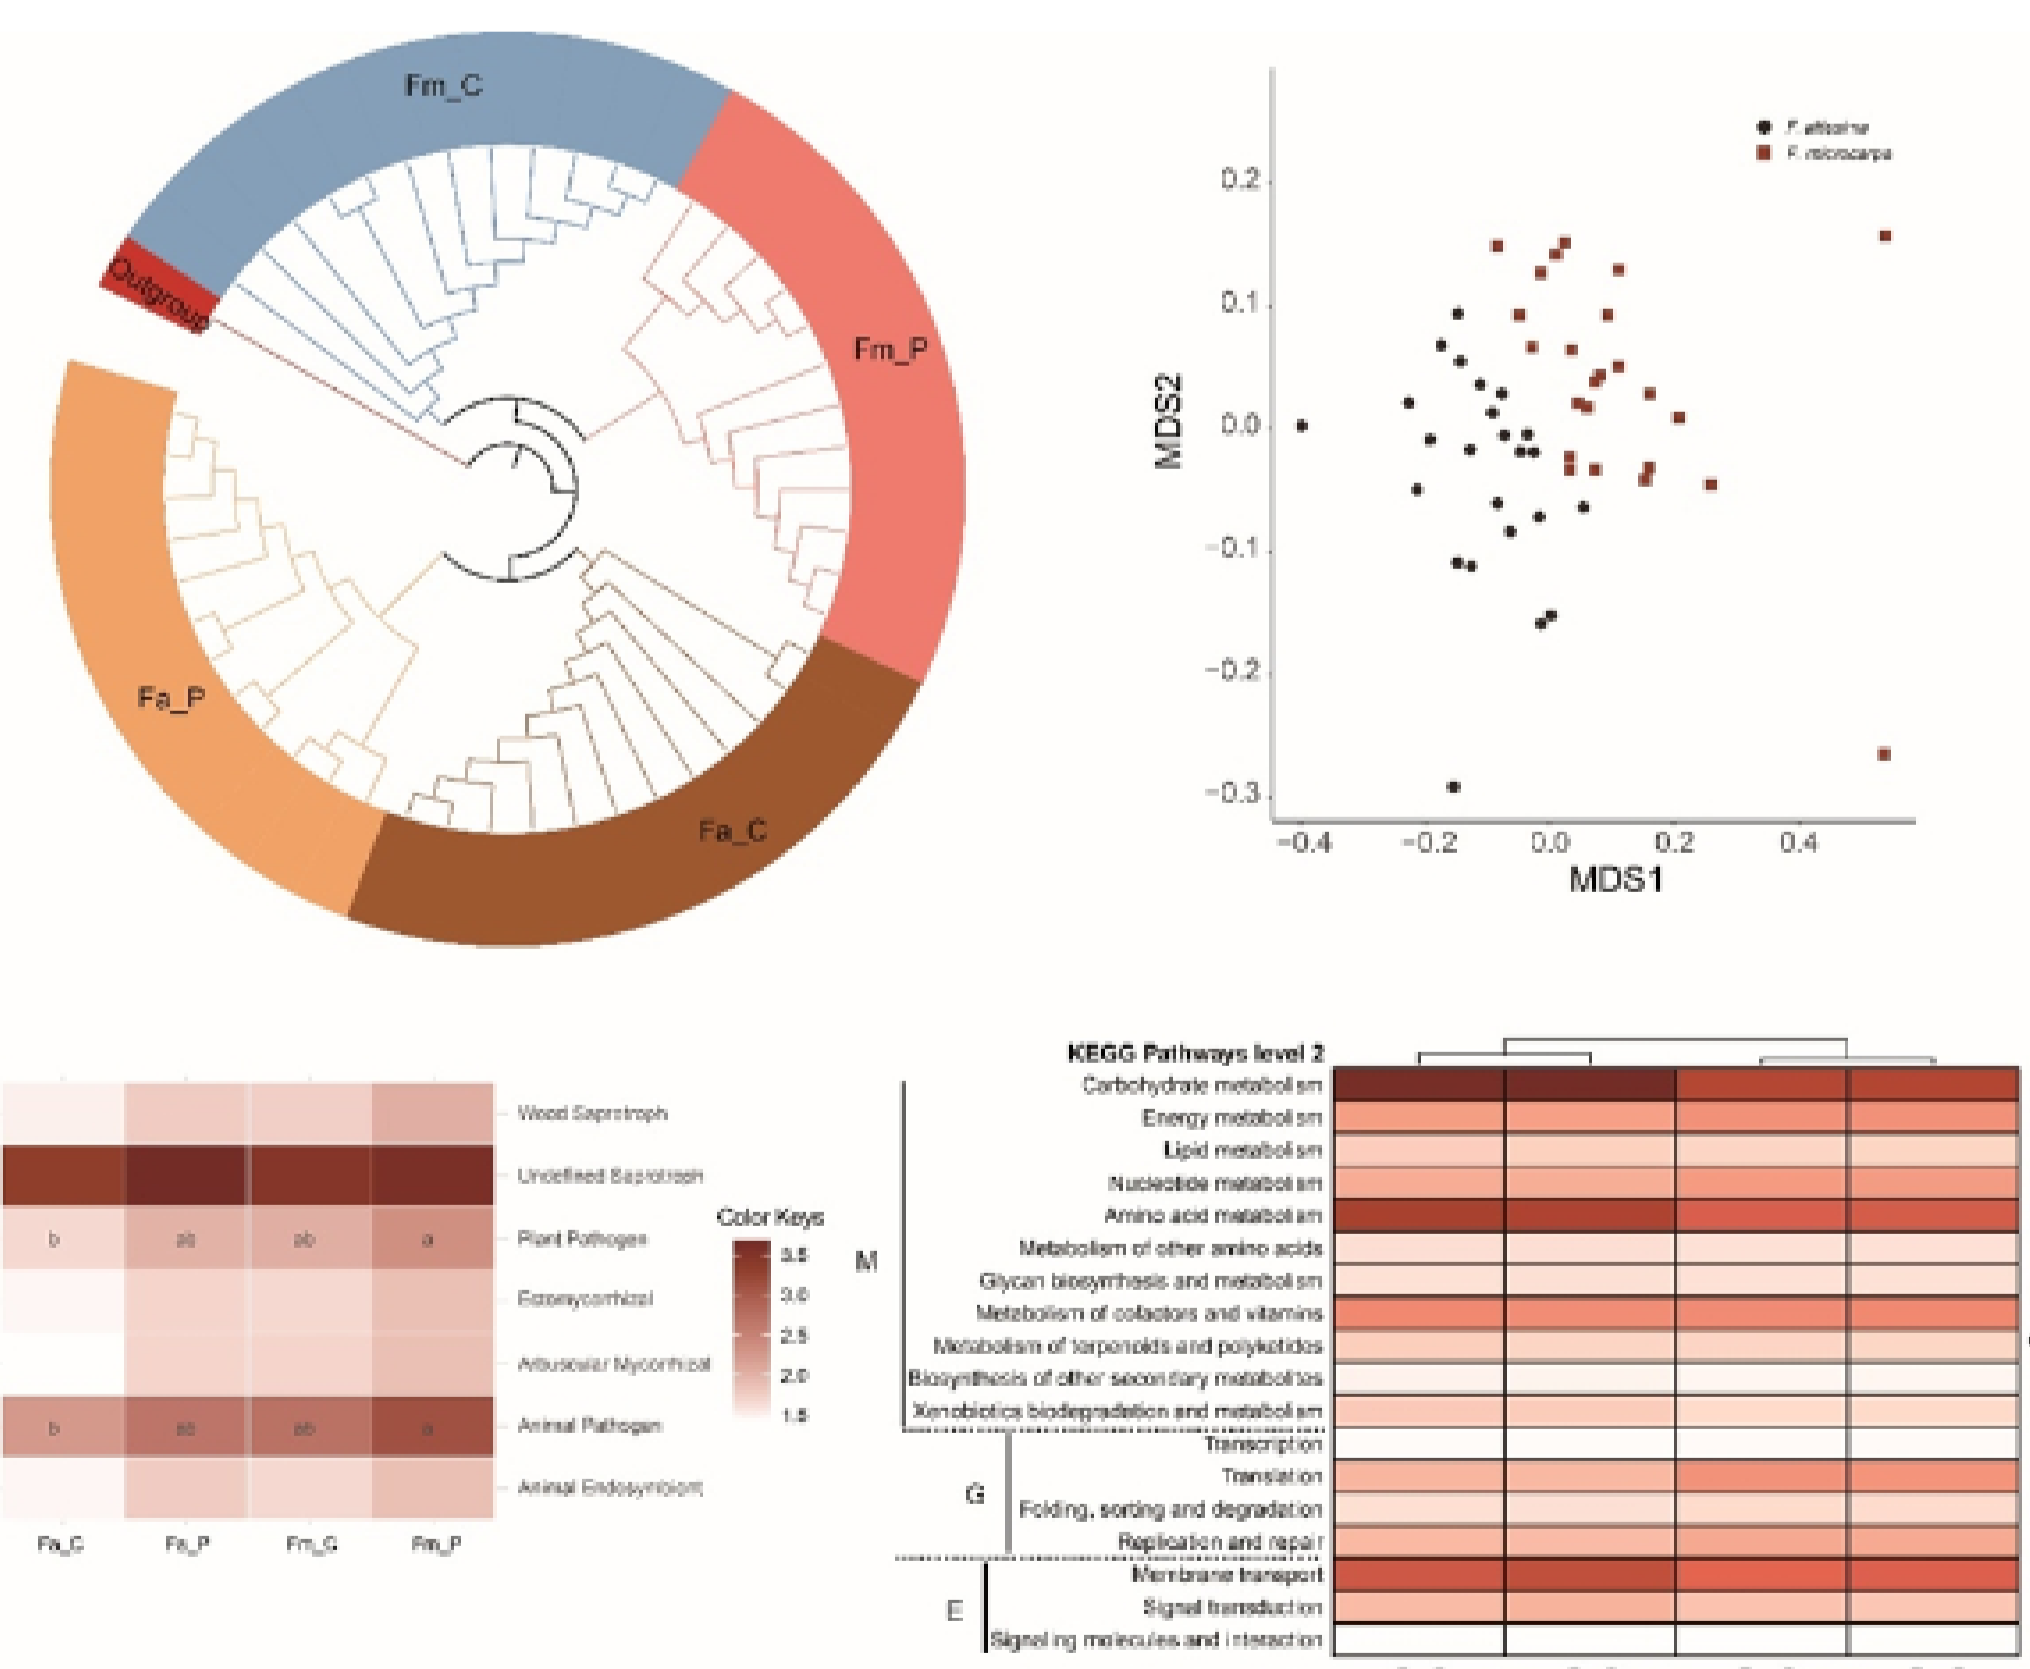 Fm_C
Outgroup
Fm_P
Fa_P
Fa_C
F. altissima
F. microcarpa
0.2
0.1
0.0
−0.1
−0.2
−0.3
MDS2
−0.4
−0.2
0.0
0.2
0.4
MDS1
Wood Saprotroph
Undefined Saprotroph
b
ab
ab
a
Plant Pathogen
Ectomycorrhizal
Arbuscular Mycorrhizal
b
ab
ab
a
Animal Pathogen
Animal Endosymbiont
Fa_C
Fa_P
Fm_C
Fm_P
Color Keys
3.5
3.0
2.5
2.0
1.5
KEGG Pathways level 2
Carbohydrate metabolism
Energy metabolism
Lipid metabolism
Nucleotide metabolism
Amino acid metabolism
Metabolism of other amino acids
M
Glycan biosynthesis and metabolism
Metabolism of cofactors and vitamins
Metabolism of terpenoids and polyketides
Biosynthesis of other secondary metabolites
Xenobiotics biodegradation and metabolism
Transcription
Translation
G
Folding, sorting and degradation
Replication and repair
Membrane transport
E
Signal transduction
Signaling molecules and interaction